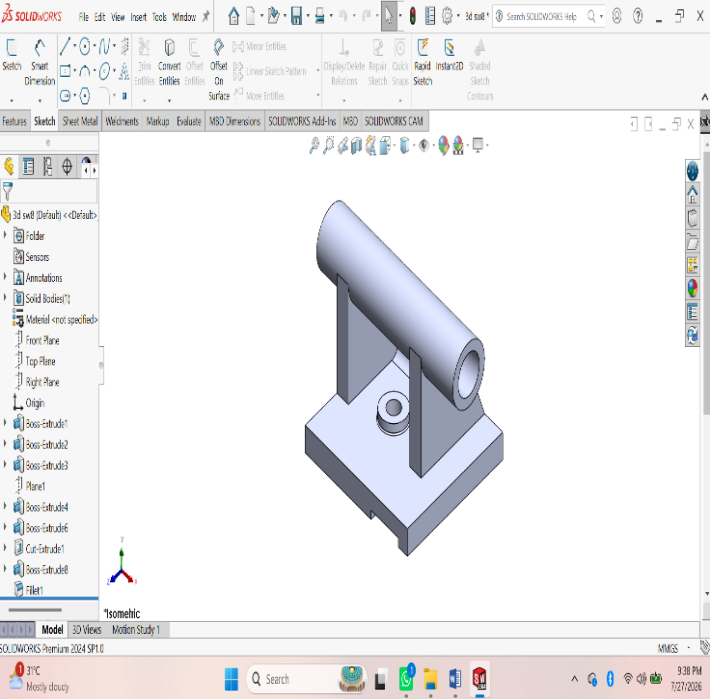 SOLIDWORKS File Edit View Insert Tools Window 3d sw8 * Search SOLIDWORKS Help
Sketch Smart Dimension Trim Entities Convert Entities Offset Entities Offset On Surface Mirror Entities Linear Sketch Pattern Move Entities Display/Delete Relations Repair Sketch Quick Snaps Rapid Sketch Instant2D Shaded Sketch Contours
Features Sketch Sheet Metal Weldments Markup Evaluate MBD Dimensions SOLIDWORKS Add-Ins MBD SOLIDWORKS CAM
3d sw8 (Default) <<Default>
Folder
Sensors
Annotations
Solid Bodies(1)
Material <not specified>
Front Plane
Top Plane
Right Plane
Origin
Boss-Extrude1
Boss-Extrude2
Boss-Extrude3
Plane1
Boss-Extrude4
Boss-Extrude6
Cut-Extrude1
Boss-Extrude8
Fillet1
*Isometric
Model 3D Views Motion Study 1
SOLIDWORKS Premium 2024 SP1.0 MMGS
1 31°C Search 1 9:38 PM
Mostly cloudy 7/27/2026